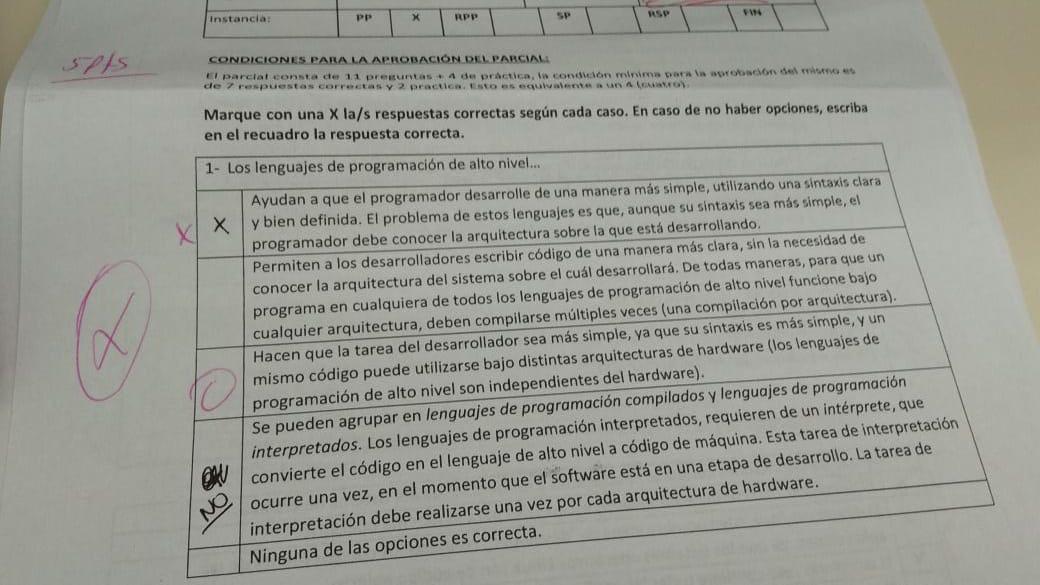 Instancia: PP X RPP SP RSP FIN
5 pts
CONDICIONES PARA LA APROBACIÓN DEL PARCIAL:
El parcial consta de 11 preguntas + 4 de práctica, la condición mínima para la aprobación del mismo es
de 7 respuestas correctas y 2 practica. Esto es equivalente a un 4 (cuatro).
Marque con una X la/s respuestas correctas según cada caso. En caso de no haber opciones, escriba
en el recuadro la respuesta correcta.
1- Los lenguajes de programación de alto nivel...
X X Ayudan a que el programador desarrolle de una manera más simple, utilizando una sintaxis clara
y bien definida. El problema de estos lenguajes es que, aunque su sintaxis sea más simple, el
programador debe conocer la arquitectura sobre la que está desarrollando.
Permiten a los desarrolladores escribir código de una manera más clara, sin la necesidad de
conocer la arquitectura del sistema sobre el cuál desarrollará. De todas maneras, para que un
programa en cualquiera de todos los lenguajes de programación de alto nivel funcione bajo
cualquier arquitectura, deben compilarse múltiples veces (una compilación por arquitectura).
X
Hacen que la tarea del desarrollador sea más simple, ya que su sintaxis es más simple, y un
mismo código puede utilizarse bajo distintas arquitecturas de hardware (los lenguajes de
programación de alto nivel son independientes del hardware).
Se pueden agrupar en lenguajes de programación compilados y lenguajes de programación
interpretados. Los lenguajes de programación interpretados, requieren de un intérprete, que
convierte el código en el lenguaje de alto nivel a código de máquina. Esta tarea de interpretación
NO ocurre una vez, en el momento que el software está en una etapa de desarrollo. La tarea de
interpretación debe realizarse una vez por cada arquitectura de hardware.
Ninguna de las opciones es correcta.